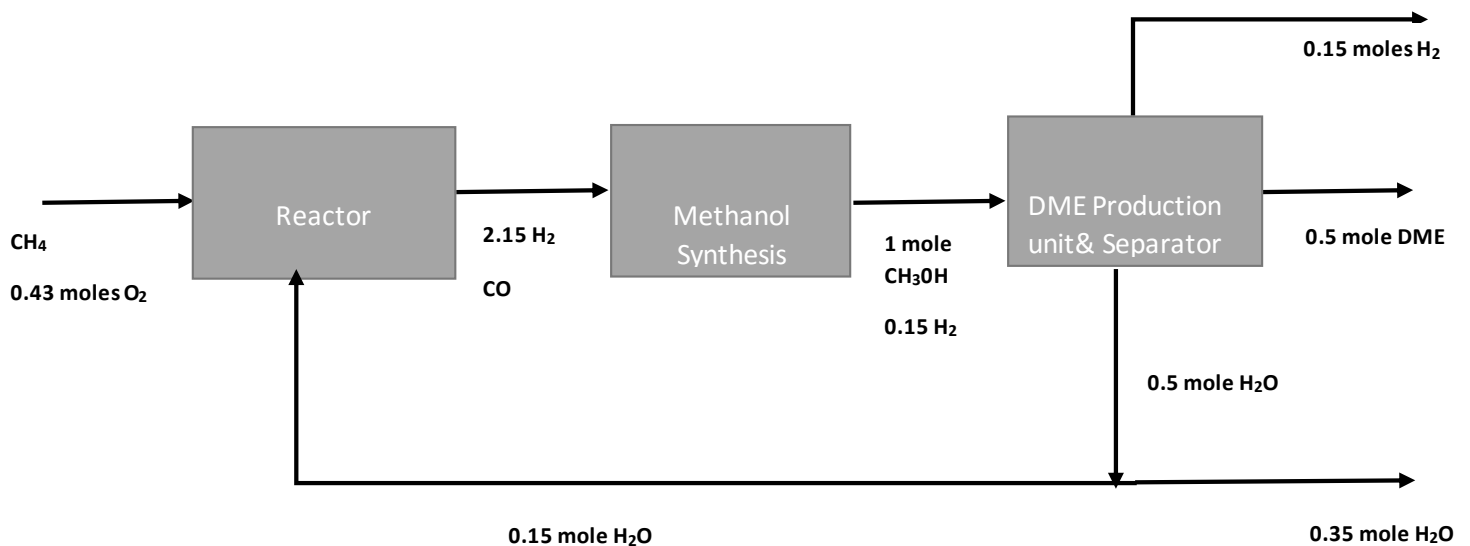 0.15 moles H₂
Reactor
Methanol
Synthesis
DME Production
unit& Separator
CH₄
0.43 moles O₂
2.15 H₂
CO
1 mole
CH₃0H
0.15 H₂
0.5 mole DME
0.5 mole H₂O
0.15 mole H₂O
0.35 mole H₂O